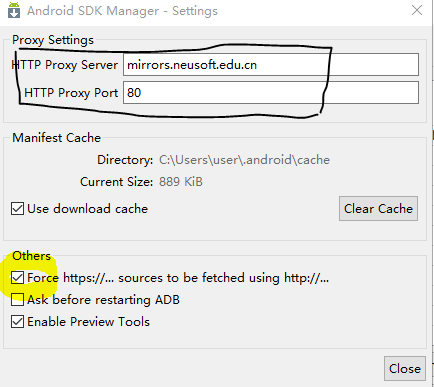 Android SDK Manager - Settings
Proxy Settings
HTTP Proxy Server mirrors.neusoft.edu.cn
HTTP Proxy Port 80
Manifest Cache
Directory: C:\Users\user\.android\cache
Current Size: 889 KiB
Use download cache Clear Cache
Others
Force https://... sources to be fetched using http://...
Ask before restarting ADB
Enable Preview Tools
Close